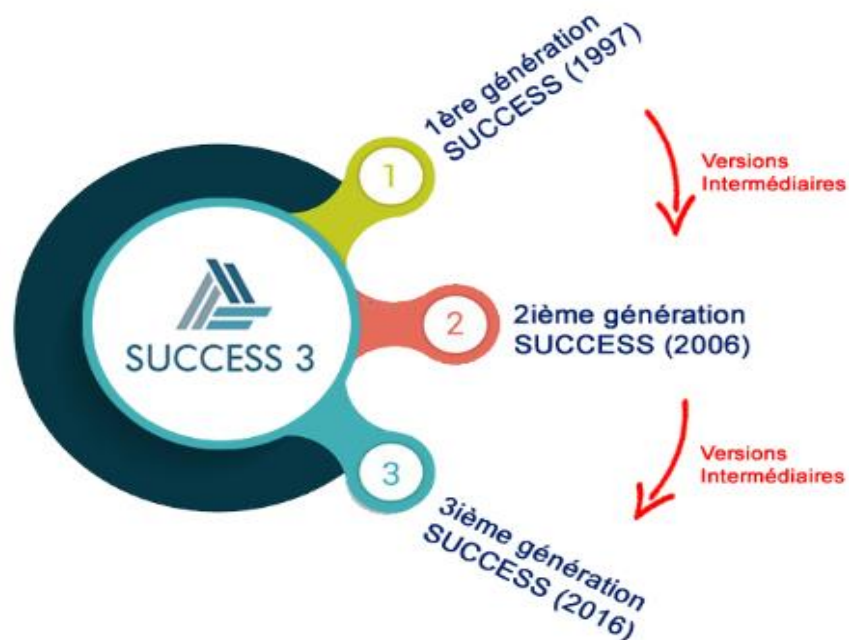 1ère génération
SUCCESS (1997)
1
Versions
Intermédiaires
SUCCESS 3
2
2ième génération
SUCCESS (2006)
Versions
Intermédiaires
3
3ième génération
SUCCESS (2016)